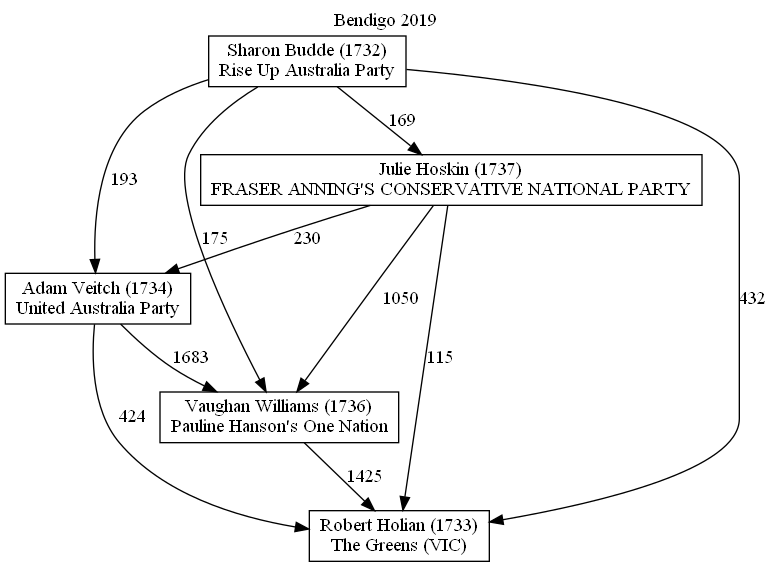 Bendigo 2019
Sharon Budde (1732)
Rise Up Australia Party
169
Julie Hoskin (1737)
FRASER ANNING'S CONSERVATIVE NATIONAL PARTY
193
175
230
Adam Veitch (1734)
United Australia Party
1050
432
1683
115
Vaughan Williams (1736)
Pauline Hanson's One Nation
424
1425
Robert Holian (1733)
The Greens (VIC)